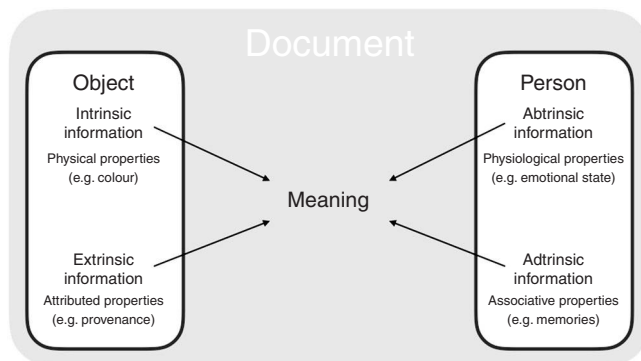 Document
Object
Intrinsic
information
Physical properties
(e.g. colour)
Extrinsic
information
Attributed properties
(e.g. provenance)
Meaning
Person
Abtrinsic
information
Physiological properties
(e.g. emotional state)
Adtrinsic
information
Associative properties
(e.g. memories)